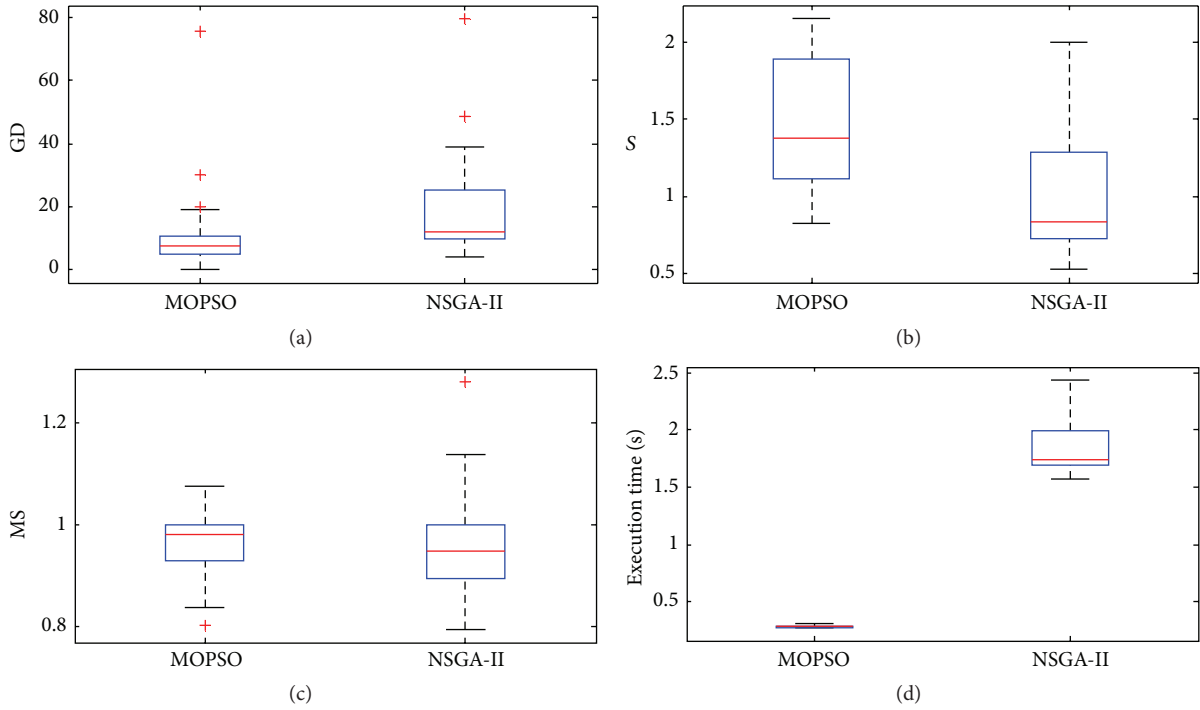 80
60
40
20
0
GD
MOPSO
NSGA-II
(a)
2
1.5
1
0.5
S
MOPSO
NSGA-II
(b)
1.2
1
0.8
MS
MOPSO
NSGA-II
(c)
2.5
2
1.5
1
0.5
Execution time (s)
MOPSO
NSGA-II
(d)